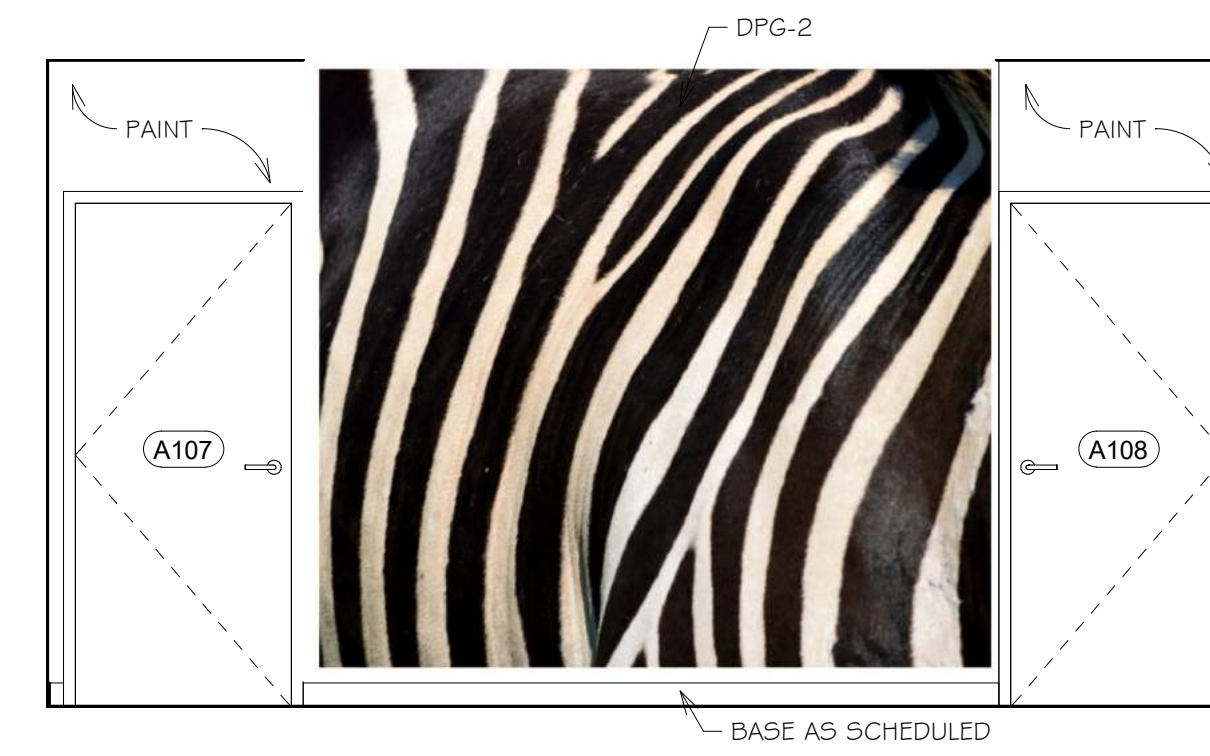 DPG-2
PAINT
PAINT
A107
A108
BASE AS SCHEDULED